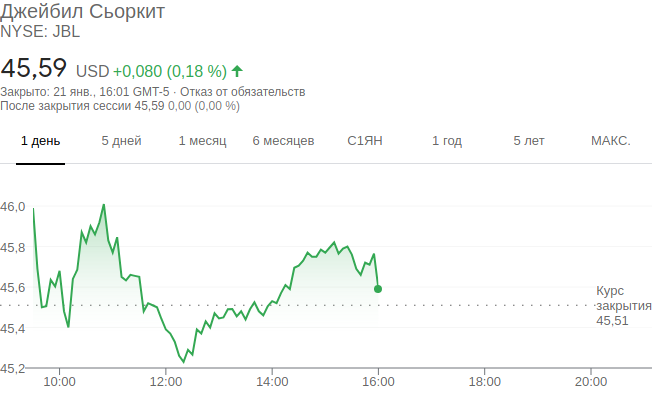 Джейбил Сьоркит
NYSE: JBL
45,59 USD +0,080 (0,18 %)
Закрыто: 21 янв., 16:01 GMT-5 · Отказ от обязательств
После закрытия сессии 45,59 0,00 (0,00 %)
1 день 5 дней 1 месяц 6 месяцев С1ЯН 1 год 5 лет МАКС.
46,0
45,8
45,6
Курс
закрытия
45,51
45,4
45,2
10:00 12:00 14:00 16:00 18:00 20:00